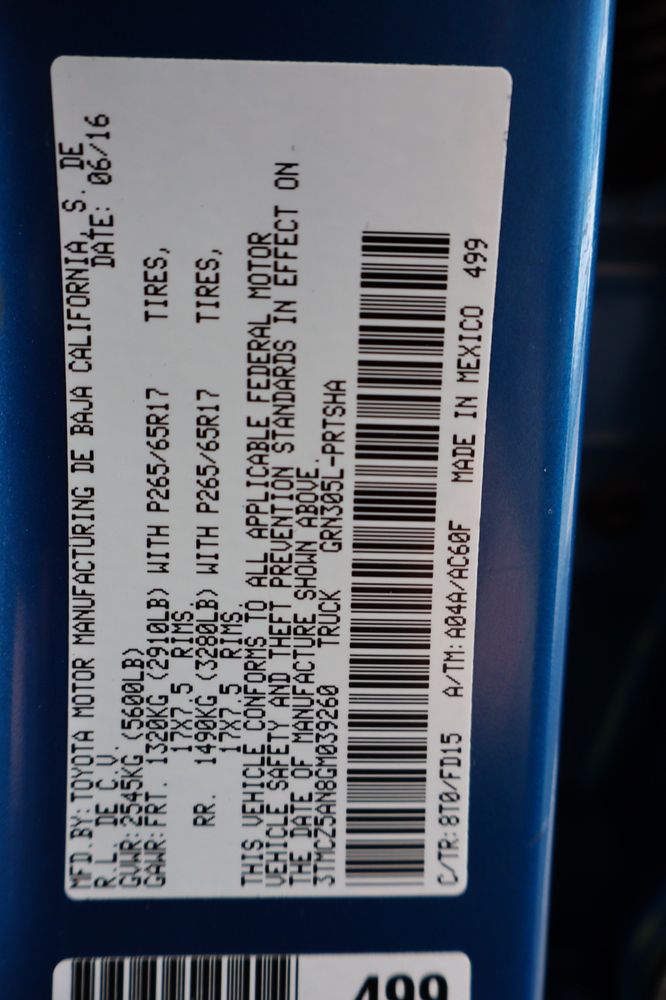 MFD.BY:TOYOTA MOTOR MANUFACTURING DE BAJA CALIFORNIA, S. DE
R.L. DE C.V. DATE: 06/16
GVWR:2545KG (5600LB)
GAWR:FRT. 1320KG (2910LB) WITH P265/65R17 TIRES,
17X7.5 RIMS.
RR. 1490KG (3280LB) WITH P265/65R17 TIRES,
17X7.5 RIMS.
THIS VEHICLE CONFORMS TO ALL APPLICABLE FEDERAL MOTOR
VEHICLE SAFETY AND THEFT PREVENTION STANDARDS IN EFFECT ON
THE DATE OF MANUFACTURE SHOWN ABOVE.
3TMCZ5AN8GM039260 TRUCK GRN305L-PRTSHA
C/TR:8T0/FD15 A/TM:A04A/AC60F MADE IN MEXICO 499
499